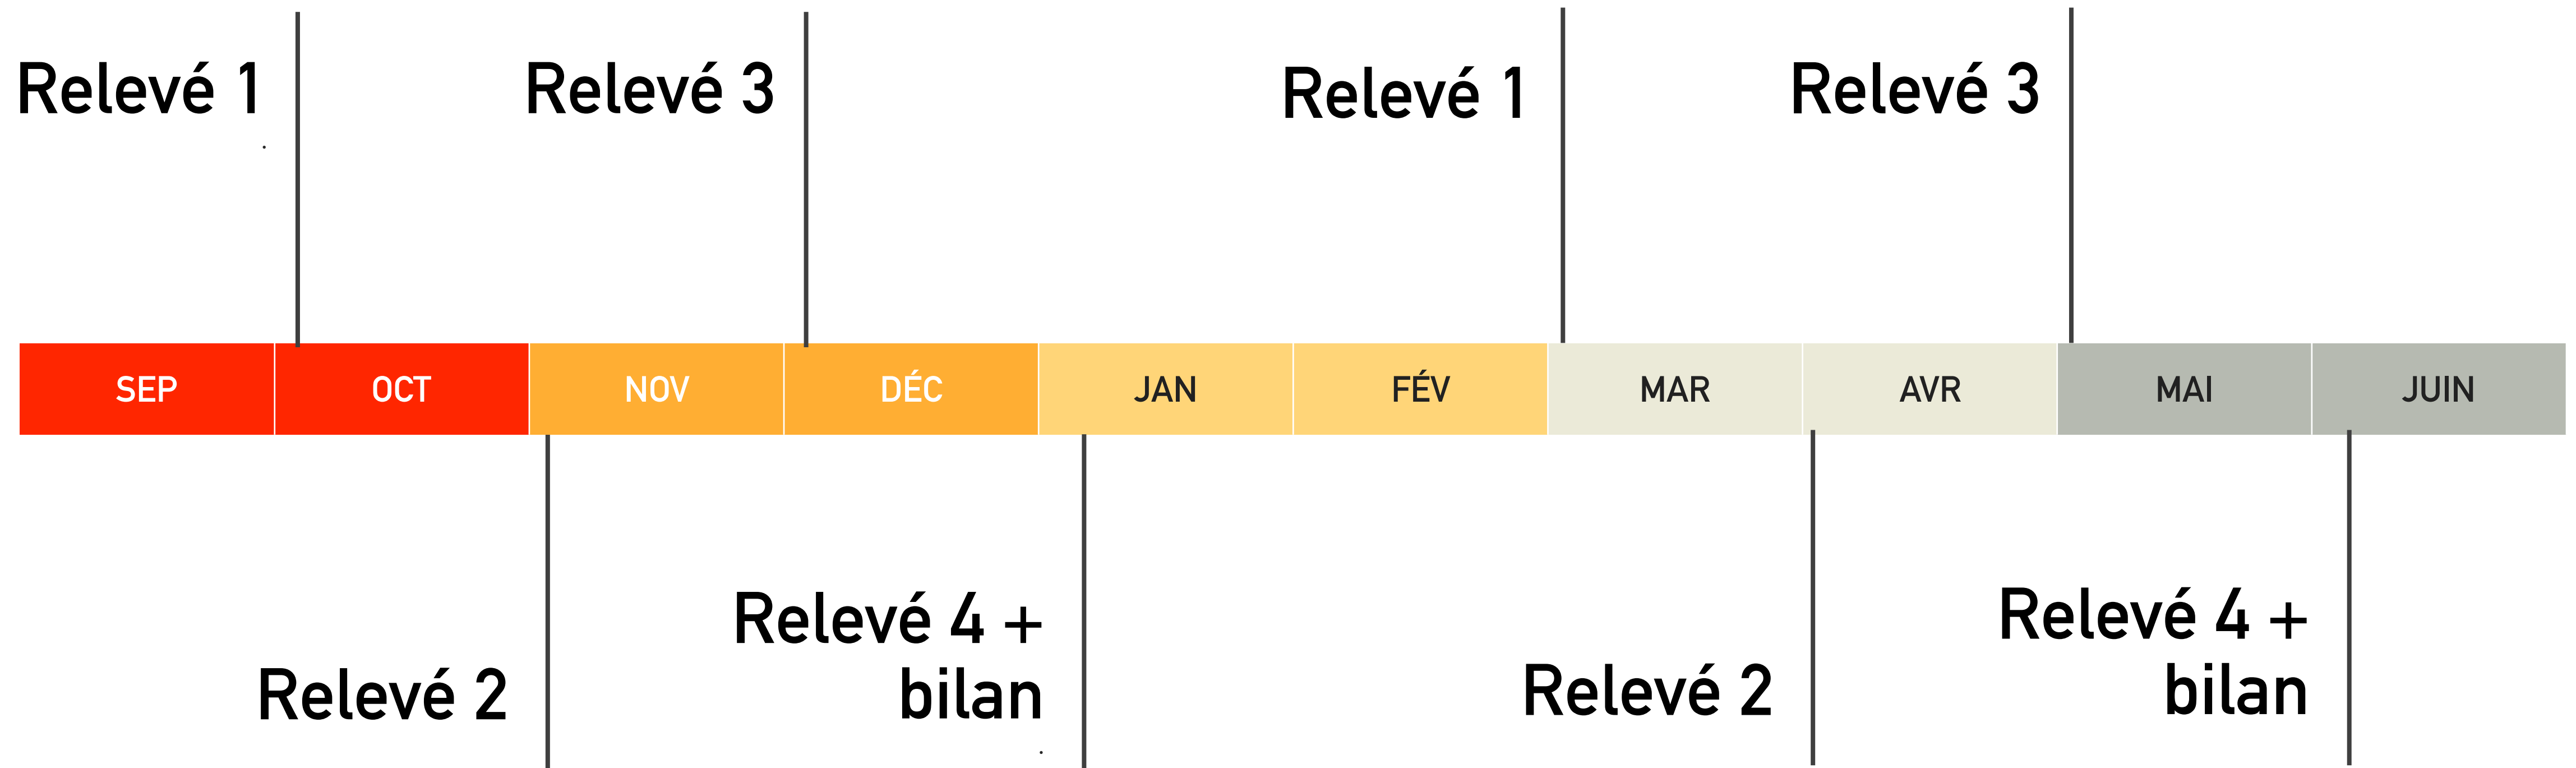 Relevé 1
Relevé 3
Relevé 1
Relevé 3
SEP
OCT
NOV
DÉC
JAN
FÉV
MAR
AVR
MAI
JUIN
Relevé 2
Relevé 4 +
bilan
Relevé 2
Relevé 4 +
bilan